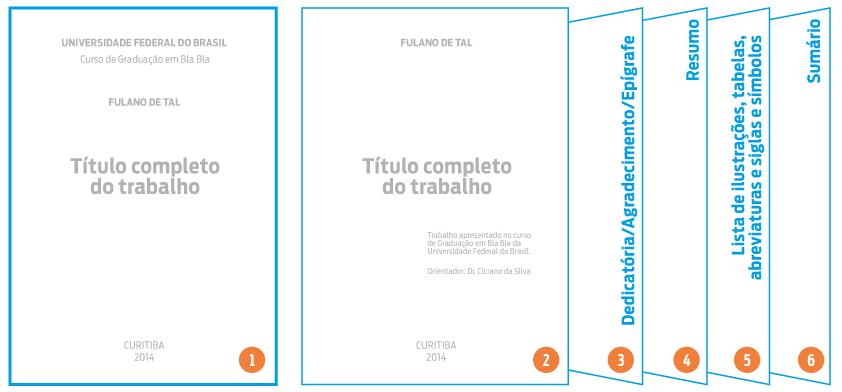 UNIVERSIDADE FEDERAL DO BRASIL
Curso de Graduação em Bla Bla
FULANO DE TAL
Título completo
do trabalho
CURITIBA
2014
1
FULANO DE TAL
Título completo
do trabalho
Trabalho apresentado no curso
de Graduação em Bla Bla da
Universidade Federal do Brasil.
Orientador: Dr. Cicrano da Silva
CURITIBA
2014
2
Dedicatória/Agradecimento/Epígrafe
3
Resumo
4
Lista de ilustrações, tabelas,
abreviaturas e siglas e símbolos
5
Sumário
6